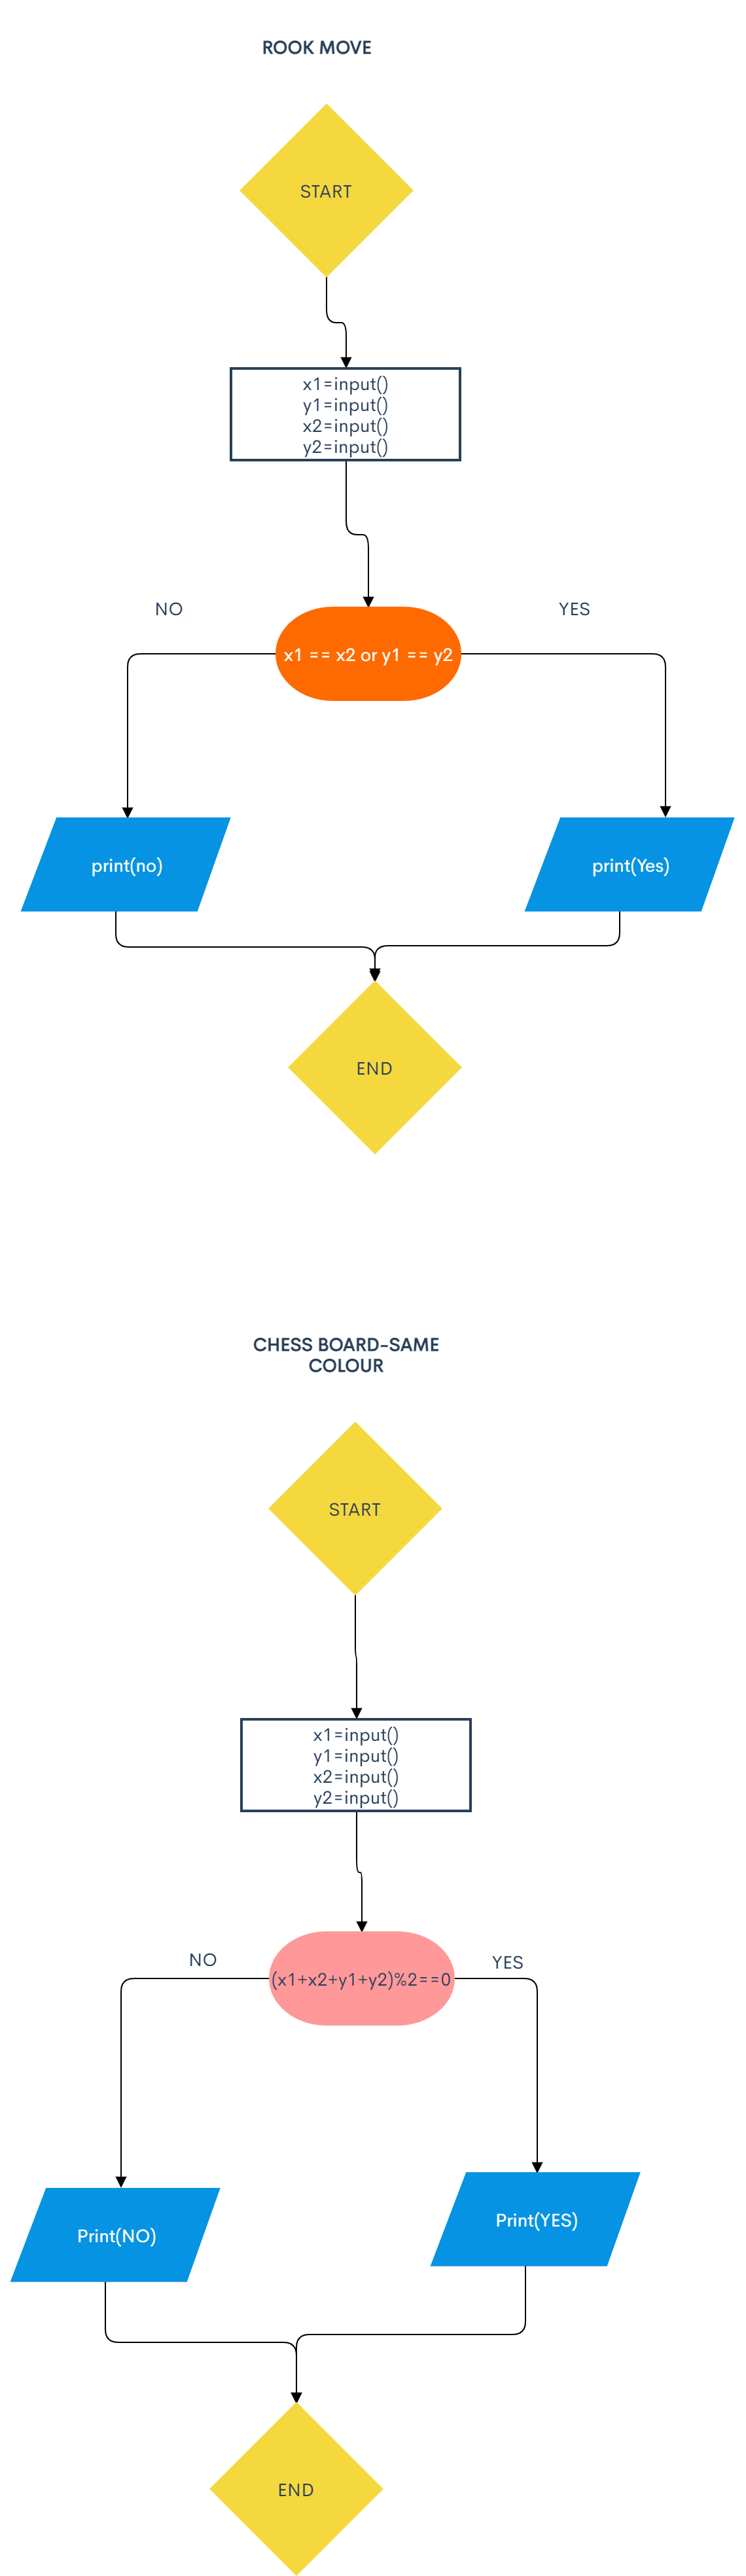 ROOK MOVE
START
x1=input()
y1=input()
x2=input()
y2=input()
NO
YES
x1 == x2 or y1 == y2
print(no)
print(Yes)
END
CHESS BOARD-SAME
COLOUR
START
x1=input()
y1=input()
x2=input()
y2=input()
NO
YES
(x1+x2+y1+y2)%2==0
Print(NO)
Print(YES)
END